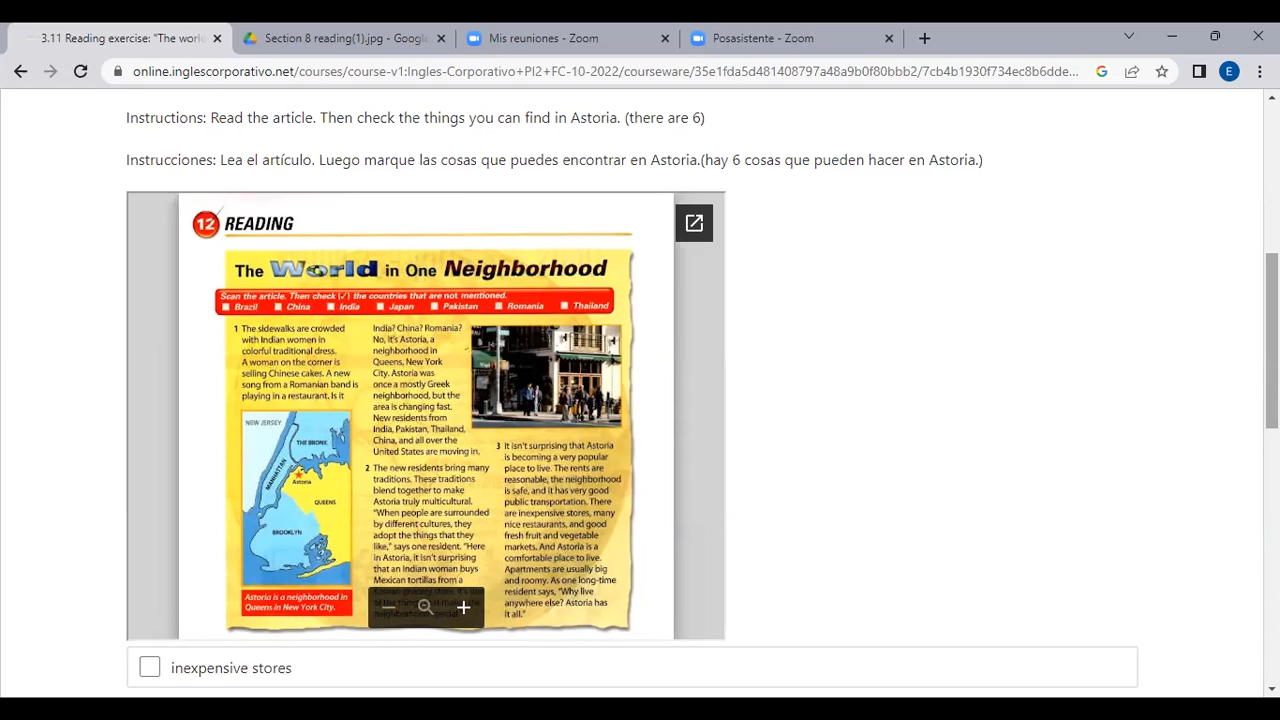 3.11 Reading exercise: "The worl
Section 8 reading(1).jpg - Google
Mis reuniones - Zoom
Posasistente - Zoom
online.inglescorporativo.net/courses/course-v1:Ingles-Corporativo+PI2+FC-10-2022/courseware/35e1fda5d481408797a48a9b0f80bbb2/7cb4b1930f734ec8b6dde...
E
Instructions: Read the article. Then check the things you can find in Astoria. (there are 6)
Instrucciones: Lea el artículo. Luego marque las cosas que puedes encontrar en Astoria.(hay 6 cosas que pueden hacer en Astoria.)
12 READING
The World in One Neighborhood
Scan the article. Then check (✓) the countries that are not mentioned.
Brazil China India Japan Pakistan Romania Thailand
1 The sidewalks are crowded
with Indian women in
colorful traditional dress.
A woman on the corner is
selling Chinese cakes. A new
song from a Romanian band is
playing in a restaurant. Is it
NEW JERSEY
THE BRONX
MANHATTAN
Astoria
QUEENS
BROOKLYN
Astoria is a neighborhood in
Queens in New York City.
India? China? Romania?
No, it's Astoria, a
neighborhood in
Queens, New York
City. Astoria was
once a mostly Greek
neighborhood, but the
area is changing fast.
New residents from
India, Pakistan, Thailand,
China, and all over the
United States are moving in.
2 The new residents bring many
traditions. These traditions
blend together to make
Astoria truly multicultural.
"When people are surrounded
by different cultures, they
adopt the things that they
like," says one resident. "Here
in Astoria, it isn't surprising
that an Indian woman buys
Mexican tortillas from a
3 It isn't surprising that Astoria
is becoming a very popular
place to live. The rents are
reasonable, the neighborhood
is safe, and it has very good
public transportation. There
are inexpensive stores, many
nice restaurants, and good
fresh fruit and vegetable
markets. And Astoria is a
comfortable place to live.
Apartments are usually big
and roomy. As one long-time
resident says, "Why live
anywhere else? Astoria has
it all."
inexpensive stores